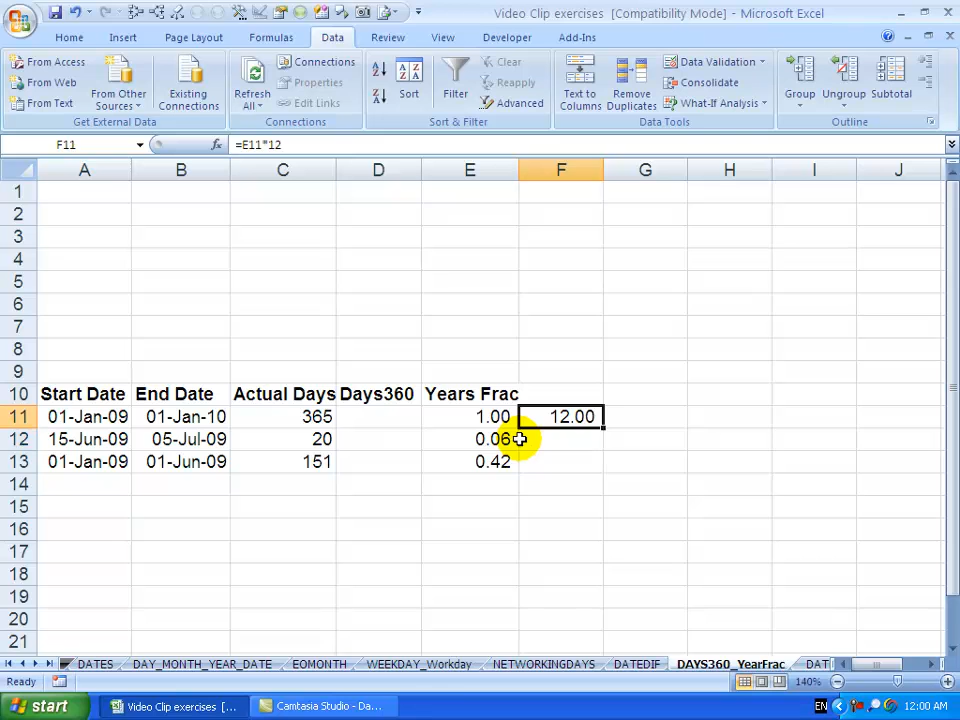 Video Clip exercises [Compatibility Mode] - Microsoft Excel
Home Insert Page Layout Formulas Data Review View Developer Add-Ins
From Access
From Web
From Text
From Other Sources
Existing Connections
Get External Data
Refresh All
Connections
Properties
Edit Links
Connections
Sort
Filter
Clear
Reapply
Advanced
Sort & Filter
Text to Columns
Remove Duplicates
Data Validation
Consolidate
What-If Analysis
Data Tools
Group
Ungroup
Subtotal
Outline
F11 fx =E11*12
A B C D E F G H I J
1
2
3
4
5
6
7
8
9
10 Start Date End Date Actual Days Days360 Years Frac
11 01-Jan-09 01-Jan-10 365 1.00 12.00
12 15-Jun-09 05-Jul-09 20 0.06
13 01-Jan-09 01-Jun-09 151 0.42
14
15
16
17
18
19
20
21
DATES DAY_MONTH_YEAR_DATE EOMONTH WEEKDAY_Workday NETWORKINGDAYS DATEDIF DAYS360_YearFrac DAT
Ready 140%
start Video Clip exercises [... Camtasia Studio - Da... EN 12:00 AM